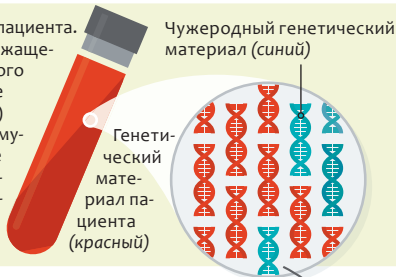 пациента.
Чужеродный генетический
материал (синий)
Генети-
ческий
мате-
риал па-
циента
(красный)